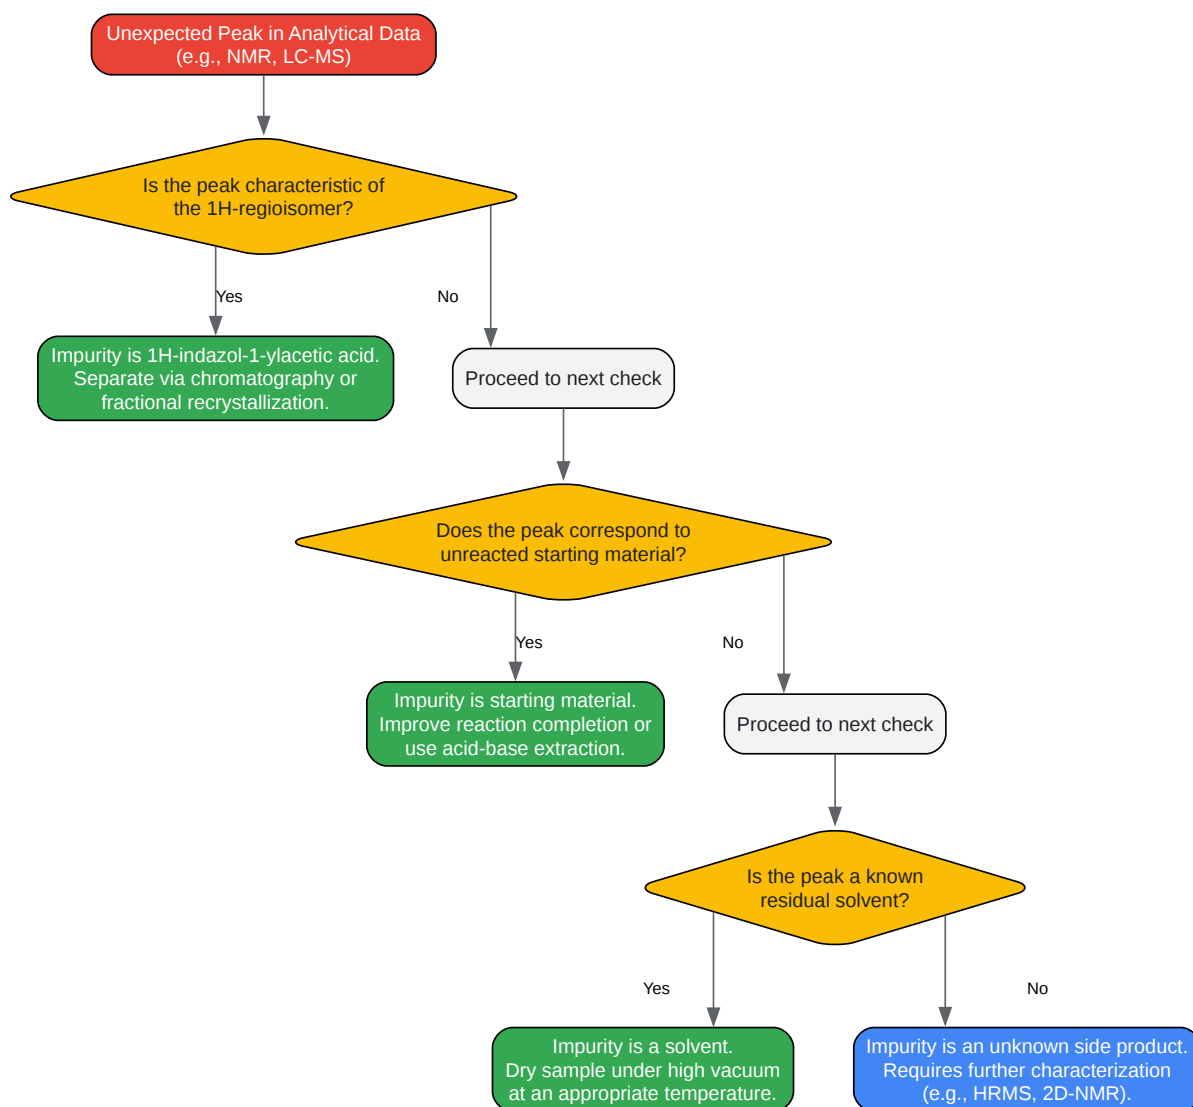 Unexpected Peak in Analytical Data
(e.g., NMR, LC-MS)
Is the peak characteristic of
the 1H-regioisomer?
Yes
No
Impurity is 1H-indazol-1-ylacetic acid.
Separate via chromatography or
fractional recrystallization.
Proceed to next check
Does the peak correspond to
unreacted starting material?
Yes
No
Impurity is starting material.
Improve reaction completion or
use acid-base extraction.
Proceed to next check
Is the peak a known
residual solvent?
Yes
No
Impurity is a solvent.
Dry sample under high vacuum
at an appropriate temperature.
Impurity is an unknown side product.
Requires further characterization
(e.g., HRMS, 2D-NMR).